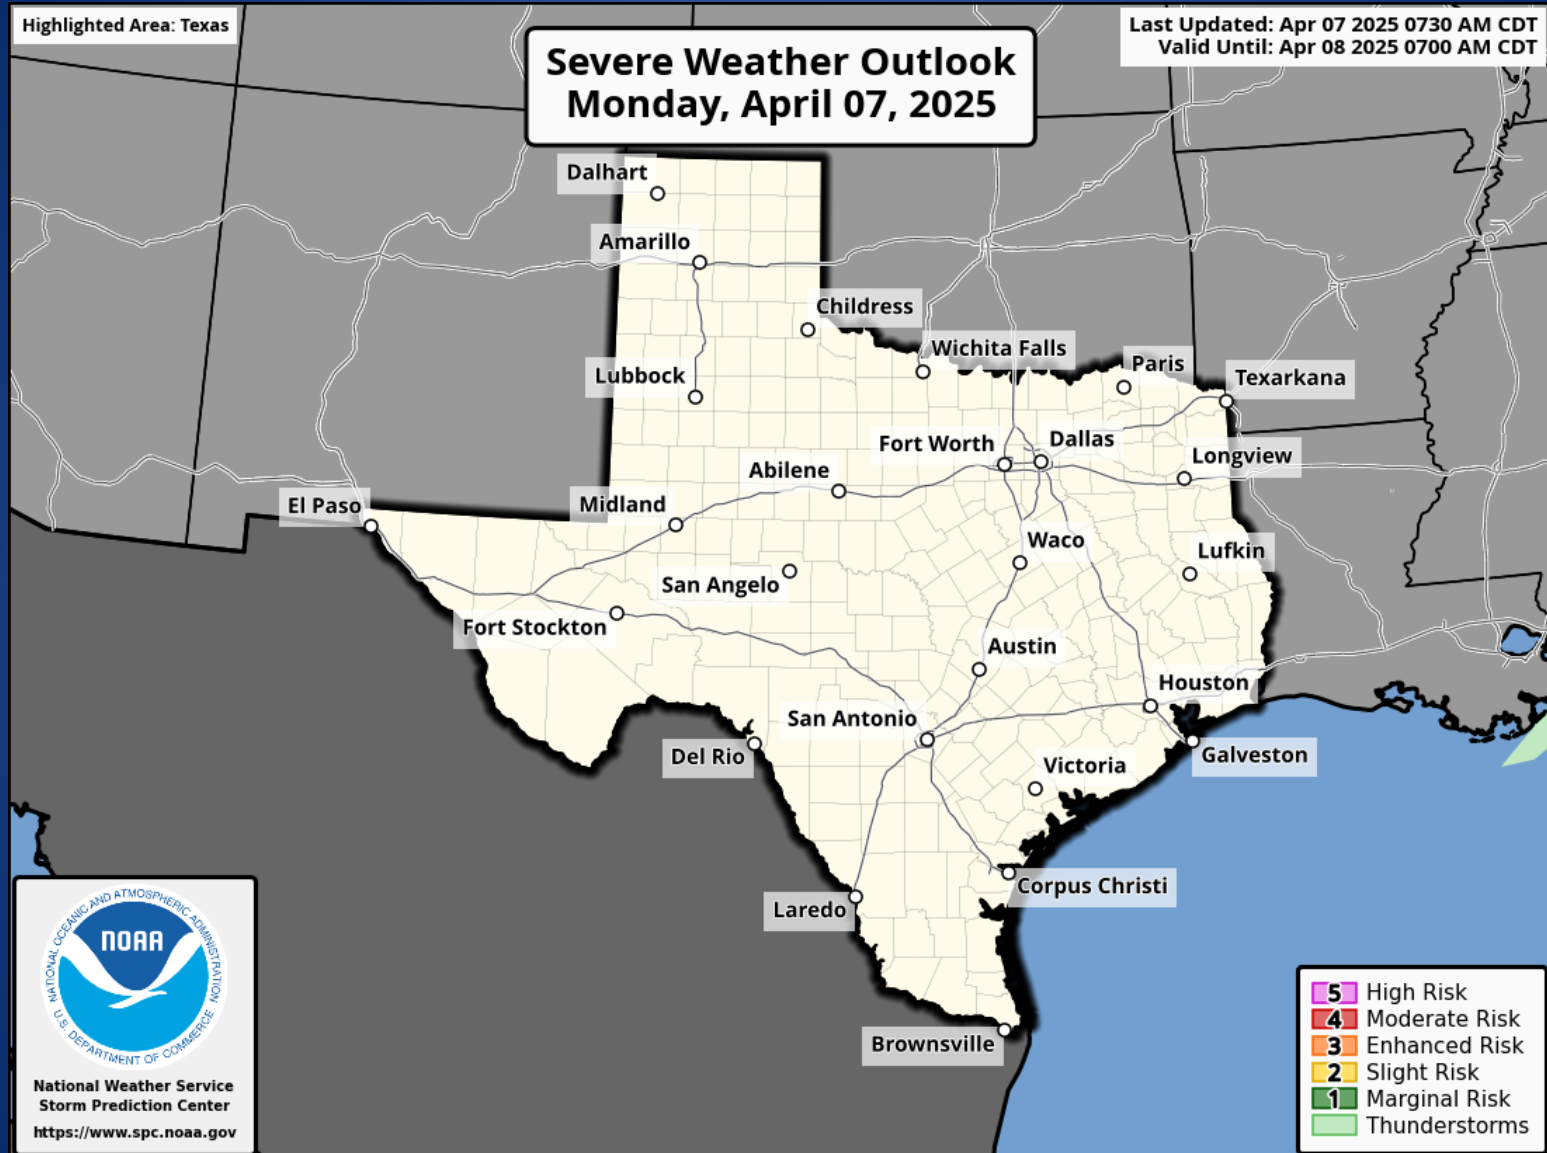 Highlighted Area: Texas
Severe Weather Outlook
Monday, April 07, 2025
Last Updated: Apr 07 2025 0730 AM CDT
Valid Until: Apr 08 2025 0700 AM CDT
Dalhart
Amarillo
Childress
Wichita Falls
Paris
Texarkana
Lubbock
Fort Worth
Dallas
Longview
Abilene
El Paso
Midland
Waco
Lufkin
San Angelo
Fort Stockton
Austin
Houston
San Antonio
Del Rio
Galveston
Victoria
Corpus Christi
Laredo
Brownsville
NATIONAL OCEANIC AND ATMOSPHERIC ADMINISTRATION
NOAA
U.S. DEPARTMENT OF COMMERCE
National Weather Service
Storm Prediction Center
https://www.spc.noaa.gov
5 High Risk
4 Moderate Risk
3 Enhanced Risk
2 Slight Risk
1 Marginal Risk
Thunderstorms